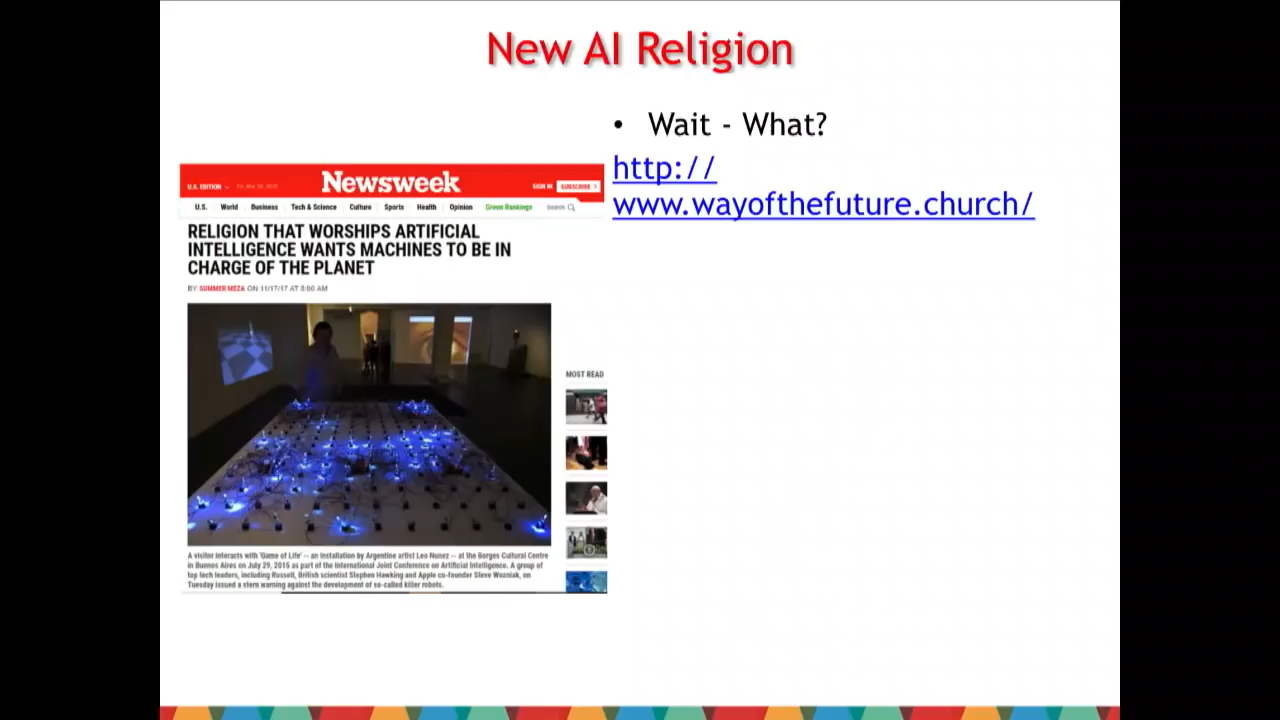 New AI Religion
• Wait - What?
http://
www.wayofthefuture.church/
U.S. EDITION
Newsweek
SIGN IN
SUBSCRIBE >
U.S. World Business Tech & Science Culture Sports Health Opinion Green Rankings Search
RELIGION THAT WORSHIPS ARTIFICIAL
INTELLIGENCE WANTS MACHINES TO BE IN
CHARGE OF THE PLANET
BY SUMMER MEZA ON 11/17/17 AT 8:00 AM
MOST READ
A visitor interacts with 'Game of Life' -- an installation by Argentine artist Leo Nunez -- at the Borges Cultural Centre
in Buenos Aires on July 29, 2015 as part of the International Joint Conference on Artificial Intelligence. A group of
top tech leaders, including Russell, British scientist Stephen Hawking and Apple co-founder Steve Wozniak, on
Tuesday issued a stern warning against the development of so-called killer robots.